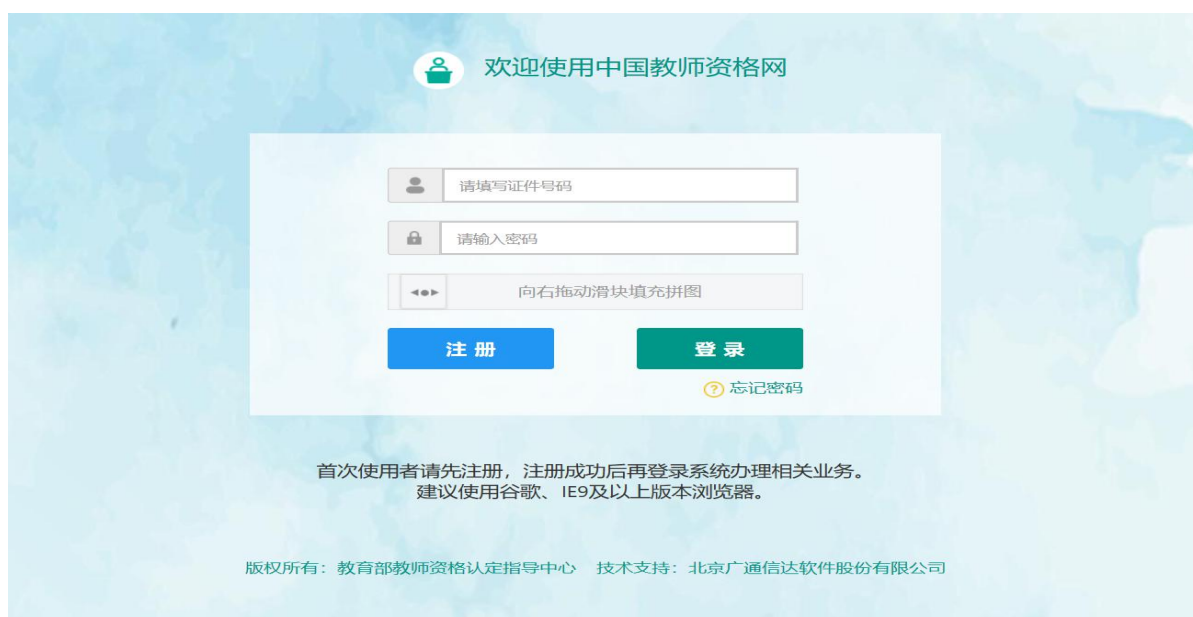 欢迎使用中国教师资格网
请填写证件号码
请输入密码
向右拖动滑块填充拼图
注 册
登 录
? 忘记密码
首次使用者请先注册，注册成功后再登录系统办理相关业务。
建议使用谷歌、IE9及以上版本浏览器。
版权所有：教育部教师资格认定指导中心 技术支持：北京广通信达软件股份有限公司